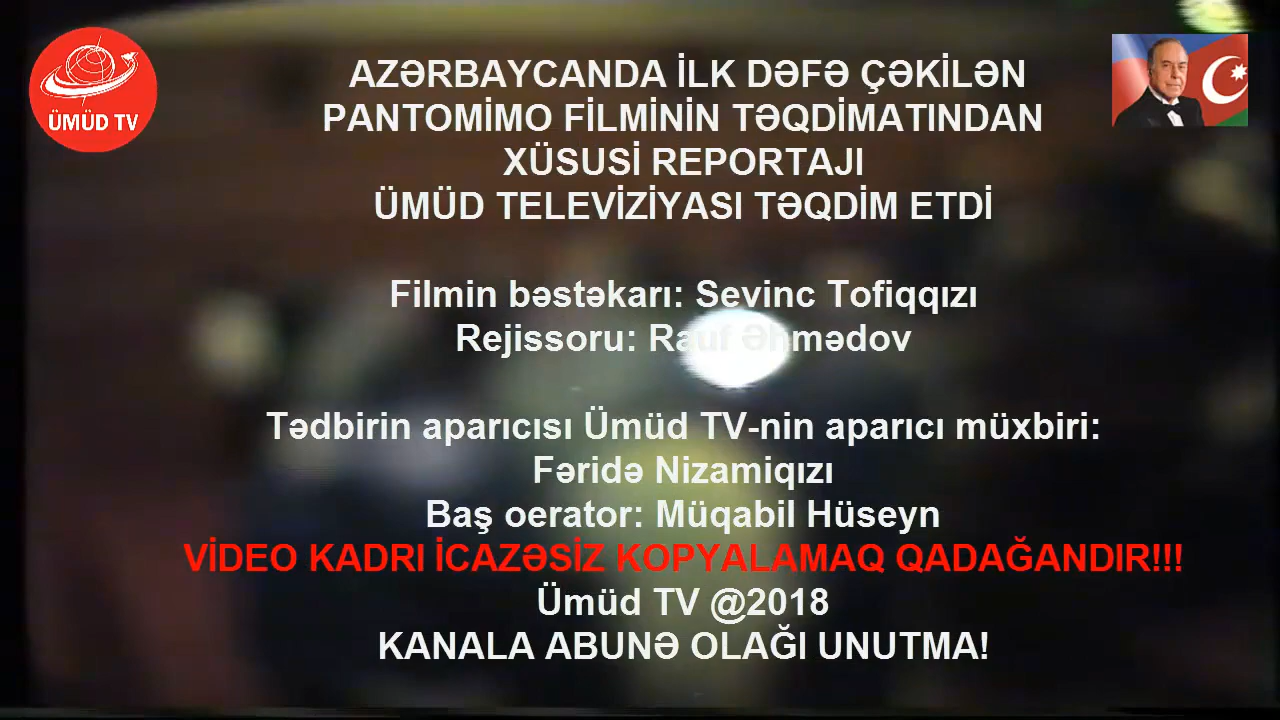 ÜMÜD TV
AZƏRBAYCANDA İLK DƏFƏ ÇƏKİLƏN
PANTOMİMO FİLMİNİN TƏQDİMATINDAN
XÜSUSİ REPORTAJI
ÜMÜD TELEVİZİYASI TƏQDİM ETDİ
Filmin bəstəkarı: Sevinc Tofiqqızı
Rejissoru: Rauf Əhmədov
Tədbirin aparıcısı Ümüd TV-nin aparıcı müxbiri:
Fəridə Nizamiqızı
Baş oerator: Müqabil Hüseyn
VİDEO KADRI İCAZƏSİZ KOPYALAMAQ QADAĞANDIR!!!
Ümüd TV @2018
KANALA ABUNƏ OLAĞI UNUTMA!